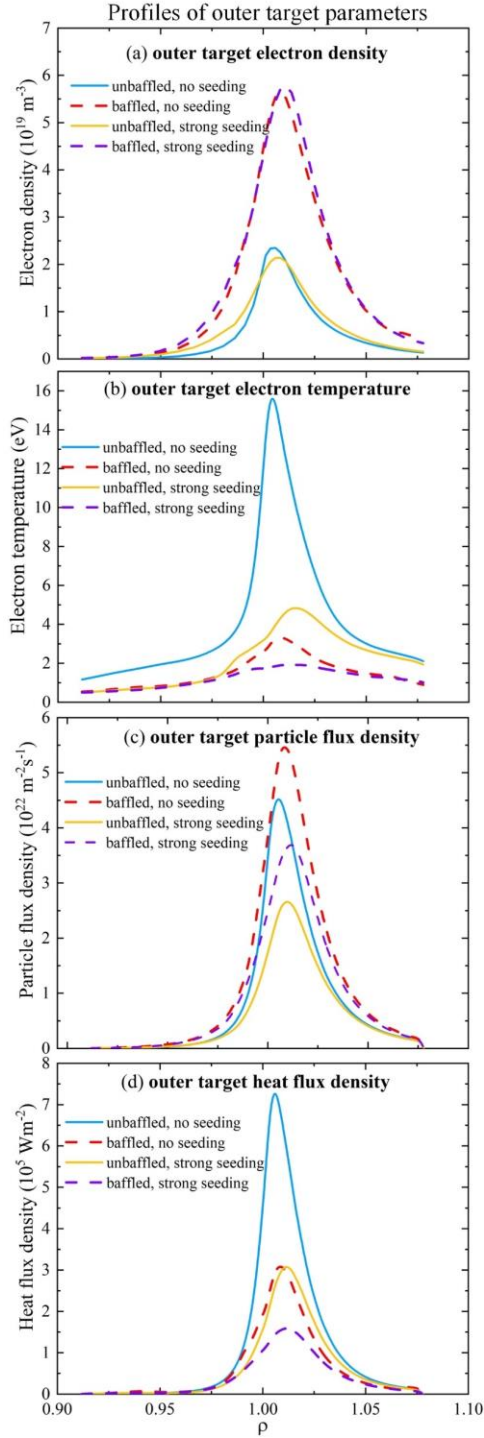 Profiles of outer target parameters
7
(a) outer target electron density
6
unbaffled, no seeding
5
baffled, no seeding
unbaffled, strong seeding
4
baffled, strong seeding
3
2
1
0
Electron density (10¹⁹ m⁻³)
(b) outer target electron temperature
16
14
unbaffled, no seeding
12
baffled, no seeding
10
unbaffled, strong seeding
8
baffled, strong seeding
6
4
2
0
Electron temperature (eV)
6
(c) outer target particle flux density
5
unbaffled, no seeding
baffled, no seeding
4
unbaffled, strong seeding
baffled, strong seeding
3
2
1
0
Particle flux density (10²² m⁻²s⁻¹)
8
(d) outer target heat flux density
7
unbaffled, no seeding
6
baffled, no seeding
unbaffled, strong seeding
5
baffled, strong seeding
4
3
2
1
0
Heat flux density (10⁵ Wm⁻²)
0.90 0.95 1.00 1.05 1.10
ρ